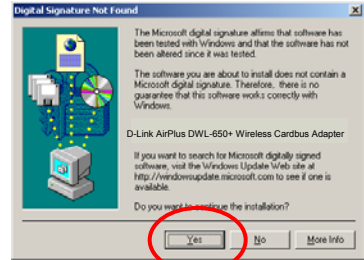 Digital Signature Not Found
The Microsoft digital signature affirms that software has
been tested with Windows and that the software has not
been altered since it was tested.
The software you are about to install does not contain a
Microsoft digital signature. Therefore, there is no
guarantee that this software works correctly with
Windows.
D-Link AirPlus DWL-650+ Wireless Cardbus Adapter
If you want to search for Microsoft digitally signed
software, visit the Windows Update Web site at
http://windowsupdate.microsoft.com to see if one is
available.
Do you want to continue the installation?
Yes No More Info